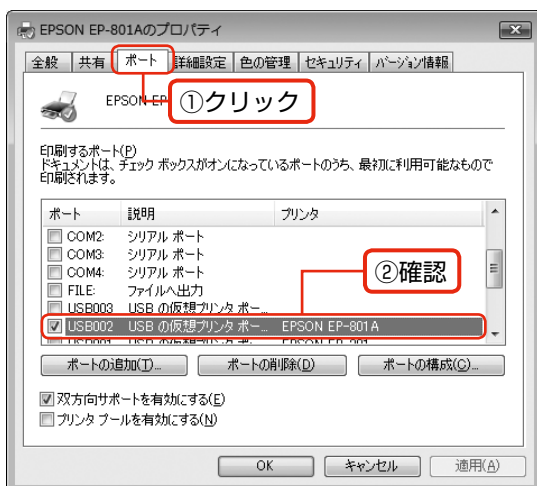 EPSON EP-801Aのプロパティ
全般 共有 ポート 詳細設定 色の管理 セキュリティ バージョン情報
①クリック
EPSON EP
印刷するポート(P)
ドキュメントは、チェック ボックスがオンになっているポートのうち、最初に利用可能なもので
印刷されます。
ポート 説明 プリンタ
COM2: シリアル ポート
COM3: シリアル ポート
COM4: シリアル ポート
②確認
FILE: ファイルへ出力
USB003 USB の仮想プリンタ ポー...
USB002 USB の仮想プリンタ ポー... EPSON EP-801A
USB001 USB の仮想プリンタ ポー...
ポートの追加(T)... ポートの削除(D) ポートの構成(C)...
双方向サポートを有効にする(E)
プリンタ プールを有効にする(N)
OK キャンセル 適用(A)